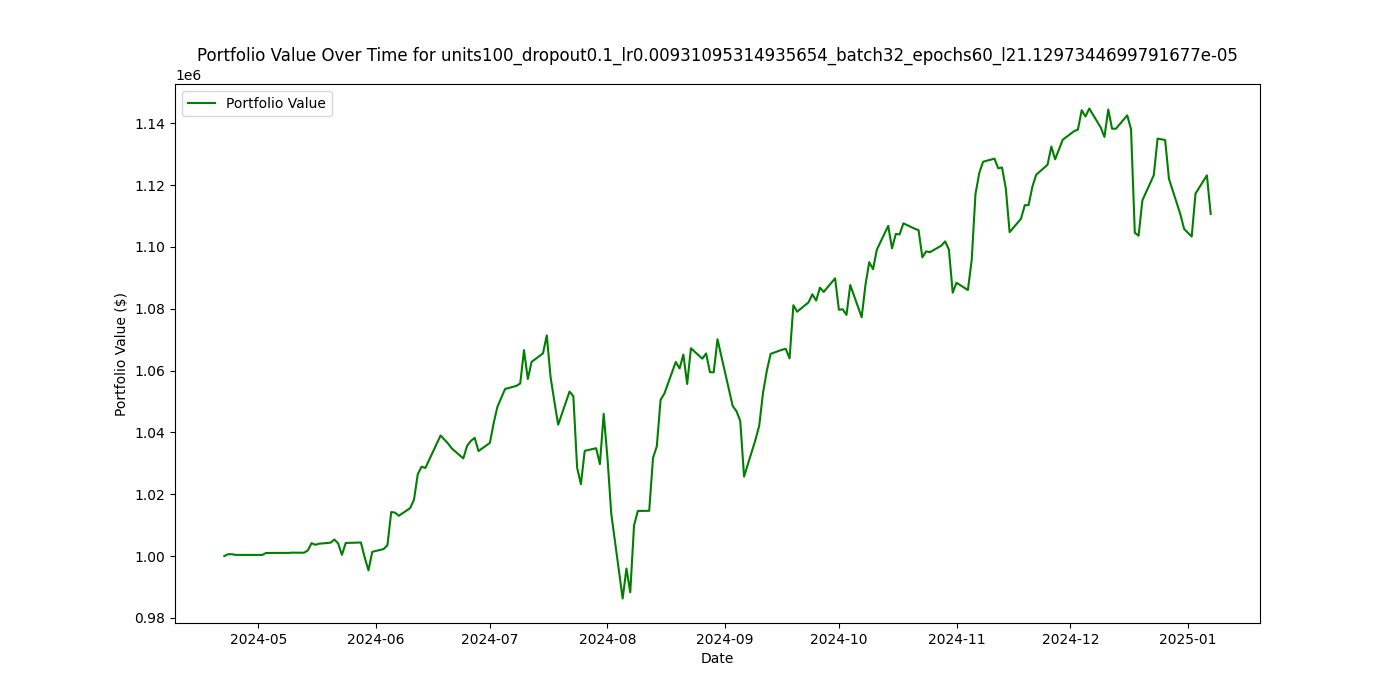 Portfolio Value Over Time for units100_dropout0.1_lr0.00931095314935654_batch32_epochs60_l21.1297344699791677e-05
1e6
Portfolio Value
1.14
1.12
1.10
1.08
1.06
1.04
1.02
1.00
0.98
Portfolio Value ($)
2024-05 2024-06 2024-07 2024-08 2024-09 2024-10 2024-11 2024-12 2025-01
Date